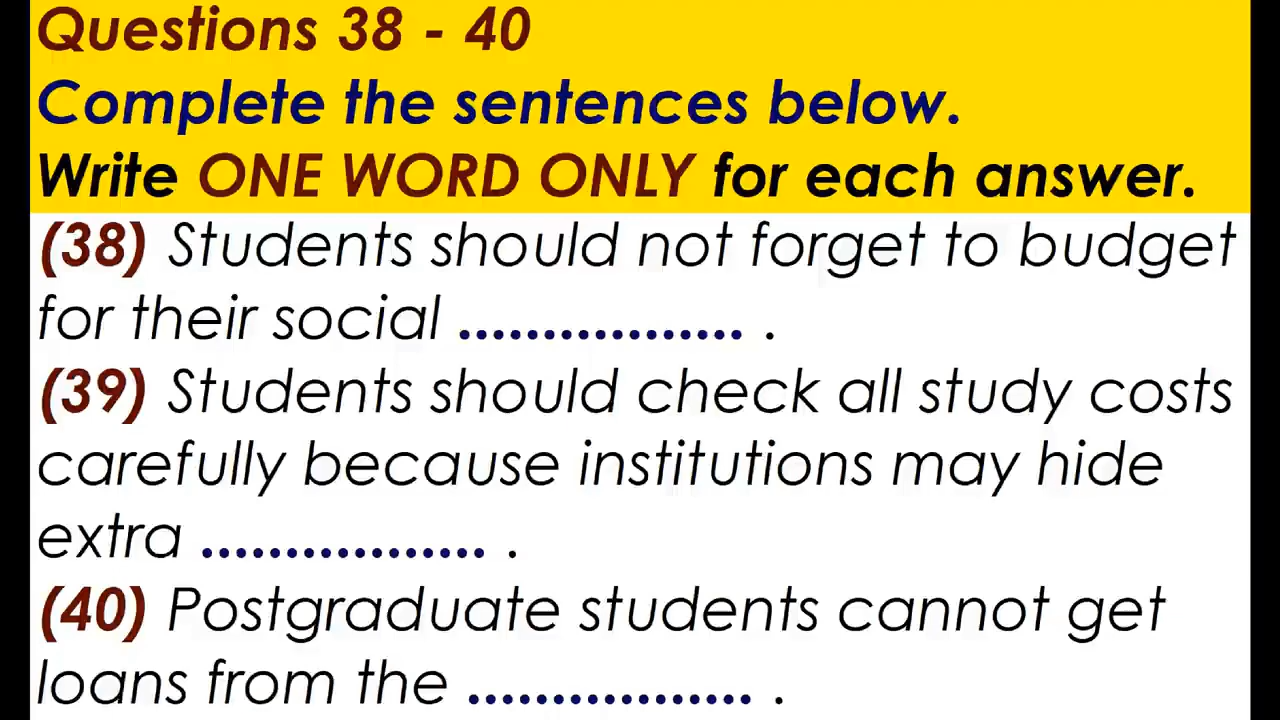 Questions 38 - 40
Complete the sentences below.
Write ONE WORD ONLY for each answer.
(38) Students should not forget to budget
for their social ................. .
(39) Students should check all study costs
carefully because institutions may hide
extra ................. .
(40) Postgraduate students cannot get
loans from the ................. .